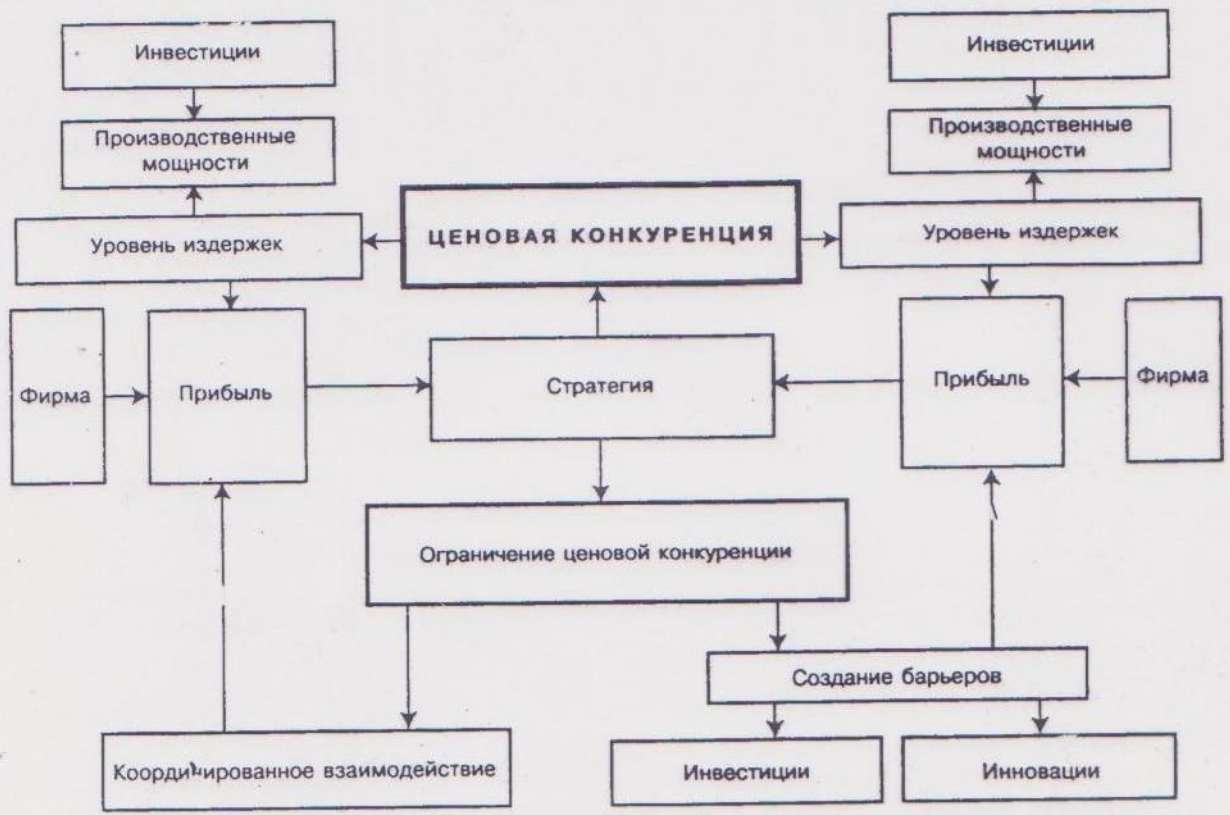 Инвестиции
Инвестиции
Производственные
мощности
Производственные
мощности
Уровень издержек
ЦЕНОВАЯ КОНКУРЕНЦИЯ
Уровень издержек
Фирма
Прибыль
Стратегия
Прибыль
Фирма
Ограничение ценовой конкуренции
Создание барьеров
Координированное взаимодействие
Инвестиции
Инновации